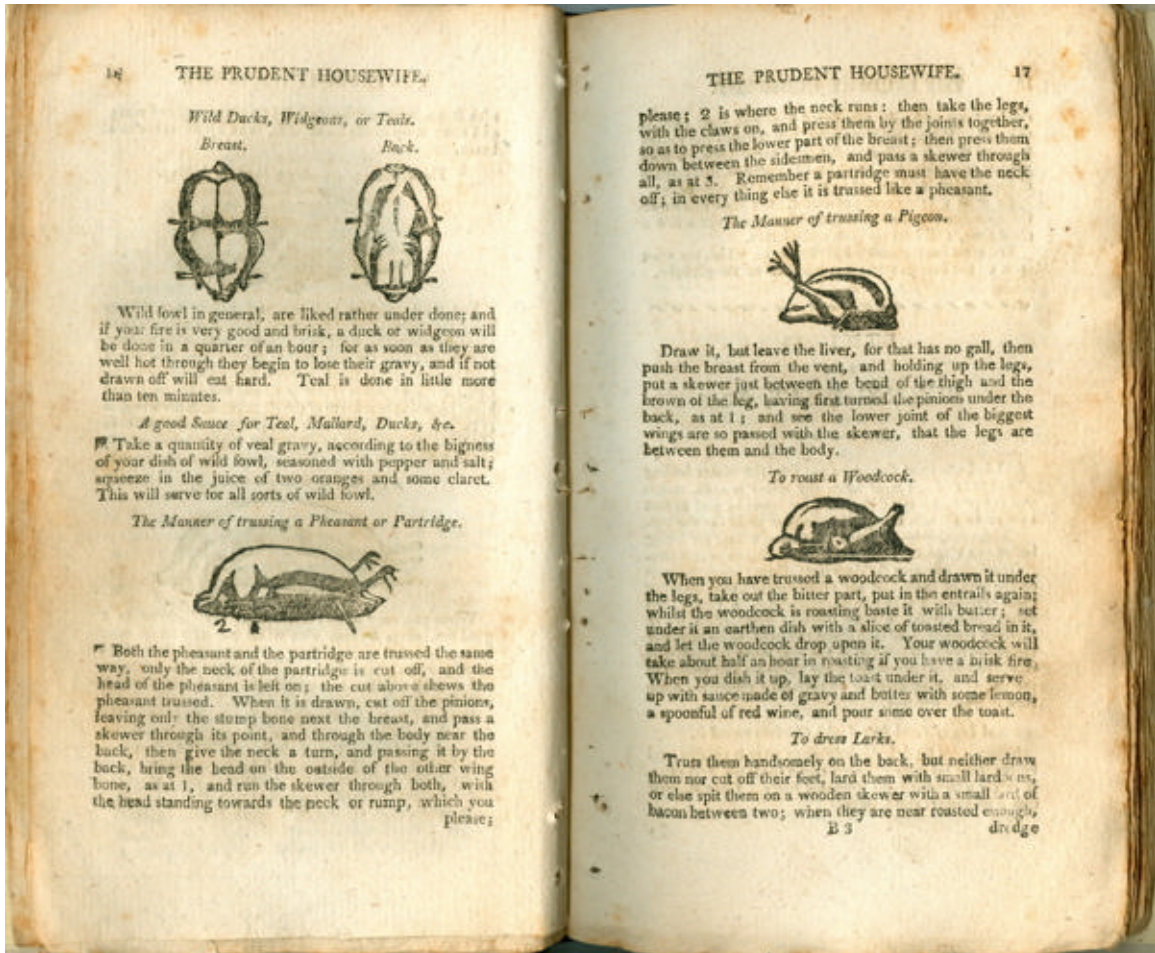 THE PRUDENT HOUSEWIFE.
Wild Ducks, Widgeons, or Teals.
Breast. Back.
Wild fowl in general, are liked rather under done; and
if your fire is very good and brisk, a duck or widgeon will
be done in a quarter of an hour; for as soon as they are
well hot through they begin to lose their gravy, and if not
drawn off will eat hard. Teal is done in little more
than ten minutes.
A good Sauce for Teal, Mallard, Ducks, &c.
Take a quantity of veal gravy, according to the bigness
of your dish of wild fowl, seasoned with pepper and salt;
squeeze in the juice of two oranges and some claret.
This will serve for all sorts of wild fowl.
The Manner of trussing a Pheasant or Partridge.
2
Both the pheasant and the partridge are trussed the same
way, only the neck of the partridge is cut off, and the
head of the pheasant is left on; the cut above shews the
pheasant trussed. When it is drawn, cut off the pinions,
leaving only the stump bone next the breast, and pass a
skewer through its point, and through the body near the
back, then give the neck a turn, and passing it by the
back, bring the head on the outside of the other wing
bone, as at 1, and run the skewer through both, with
the head standing towards the neck or rump, which you
please;
THE PRUDENT HOUSEWIFE. 17
please; 2 is where the neck runs: then take the legs,
with the claws on, and press them by the joints together,
so as to press the lower part of the breast; then press them
down between the sidesmen, and pass a skewer through
all, as at 3. Remember a partridge must have the neck
off; in every thing else it is trussed like a pheasant.
The Manner of trussing a Pigeon.
Draw it, but leave the liver, for that has no gall, then
push the breast from the vent, and holding up the legs,
put a skewer just between the bend of the thigh and the
brown of the leg, having first turned the pinions under the
back, as at 1; and see the lower joint of the biggest
wings are so passed with the skewer, that the legs are
between them and the body.
To roast a Woodcock.
When you have trussed a woodcock and drawn it under
the legs, take out the bitter part, put in the entrails again;
whilst the woodcock is roasting baste it with butter; set
under it an earthen dish with a slice of toasted bread in it,
and let the woodcock drop upon it. Your woodcock will
take about half an hour in roasting if you have a brisk fire.
When you dish it up, lay the toast under it, and serve
up with sauce made of gravy and butter with some lemon,
a spoonful of red wine, and pour some over the toast.
To dress Larks.
Truss them handsomely on the back, but neither draw
them nor cut off their feet, lard them with small
or else spit them on a wooden skewer with a small of
bacon between two; when they are near roasted enough,
B 3 dredge